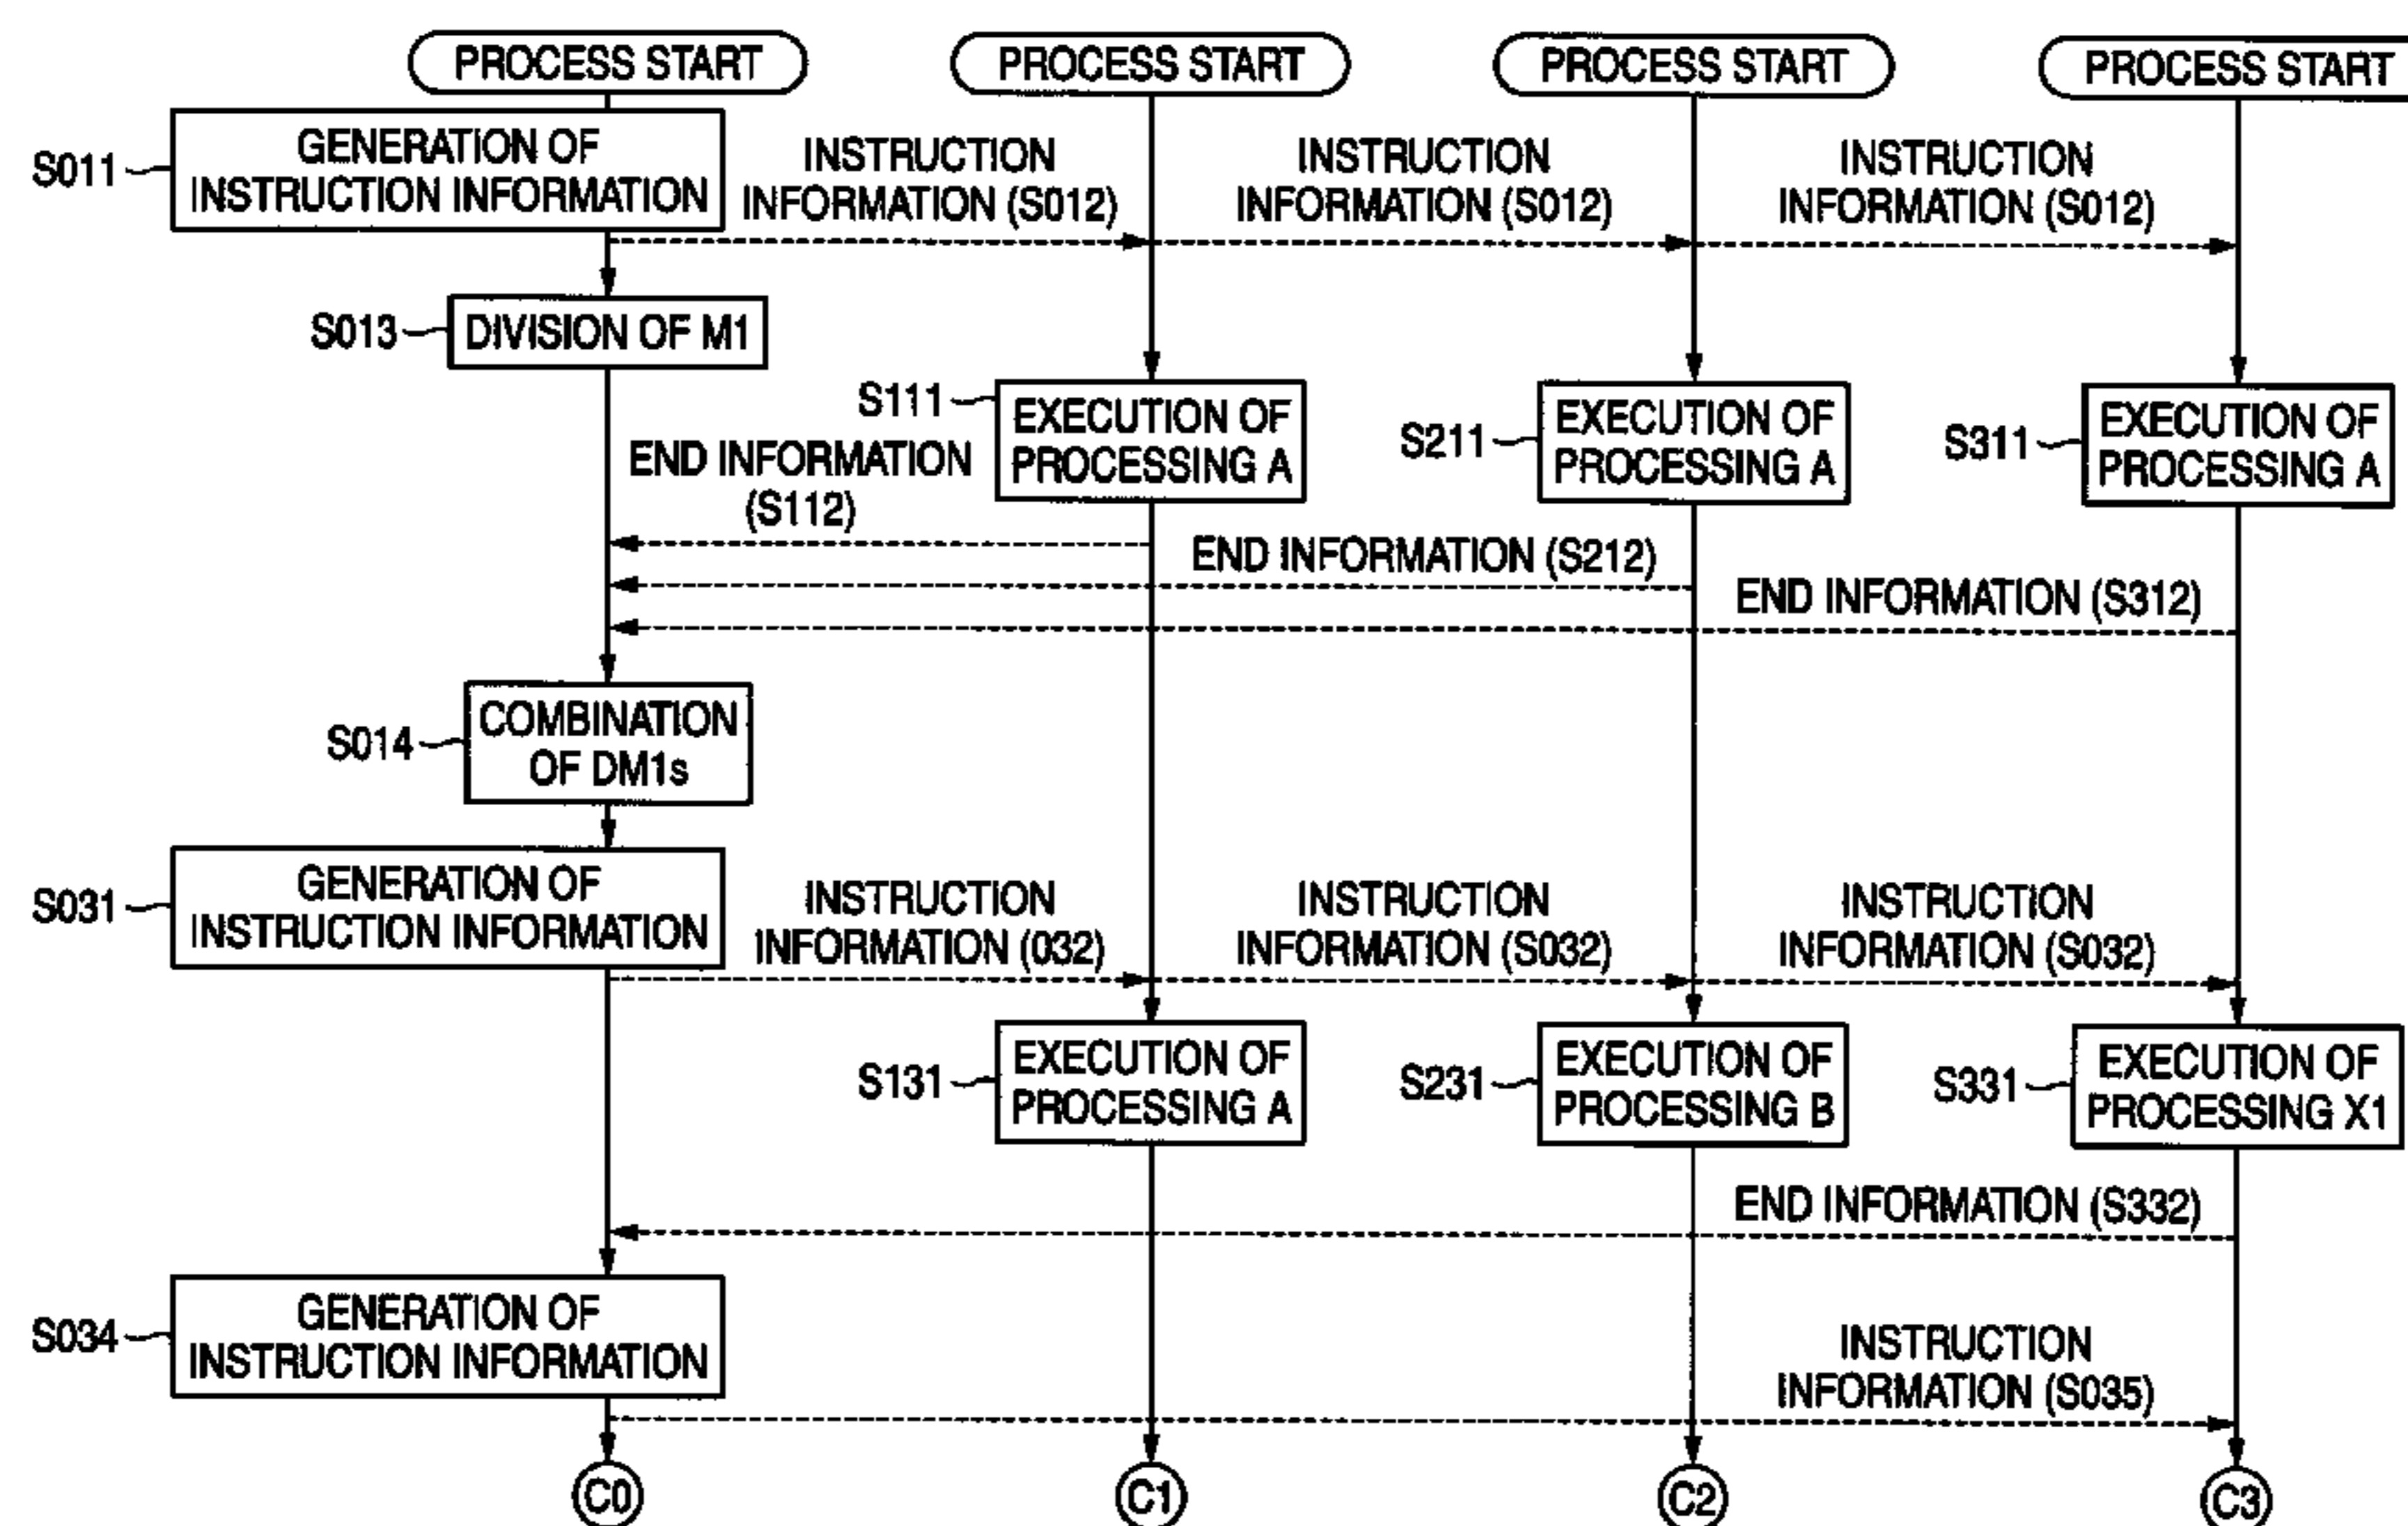 PROCESS START
PROCESS START
PROCESS START
PROCESS START
S011
GENERATION OF
INSTRUCTION INFORMATION
INSTRUCTION
INFORMATION (S012)
INSTRUCTION
INFORMATION (S012)
INSTRUCTION
INFORMATION (S012)
S013
DIVISION OF M1
S111
EXECUTION OF
PROCESSING A
S211
EXECUTION OF
PROCESSING A
S311
EXECUTION OF
PROCESSING A
END INFORMATION
(S112)
END INFORMATION (S212)
END INFORMATION (S312)
S014
COMBINATION
OF DM1s
S031
GENERATION OF
INSTRUCTION INFORMATION
INSTRUCTION
INFORMATION (032)
INSTRUCTION
INFORMATION (S032)
INSTRUCTION
INFORMATION (S032)
S131
EXECUTION OF
PROCESSING A
S231
EXECUTION OF
PROCESSING B
S331
EXECUTION OF
PROCESSING X1
END INFORMATION (S332)
S034
GENERATION OF
INSTRUCTION INFORMATION
INSTRUCTION
INFORMATION (S035)
C0
C1
C2
C3